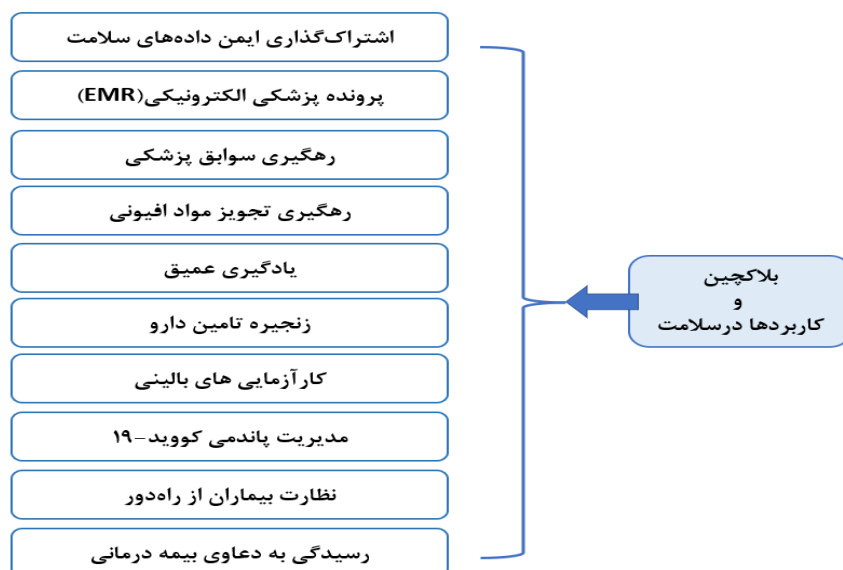 بلاکچین
و
کاربردها درسلامت
اشتراک‌گذاری ایمن داده‌های سلامت
پرونده پزشکی الکترونیکی(EMR)
رهگیری سوابق پزشکی
رهگیری تجویز مواد افیونی
یادگیری عمیق
زنجیره تامین دارو
کارآزمایی های بالینی
مدیریت پاندمی کووید–۱۹
نظارت بیماران از راه‌دور
رسیدگی به دعاوی بیمه درمانی